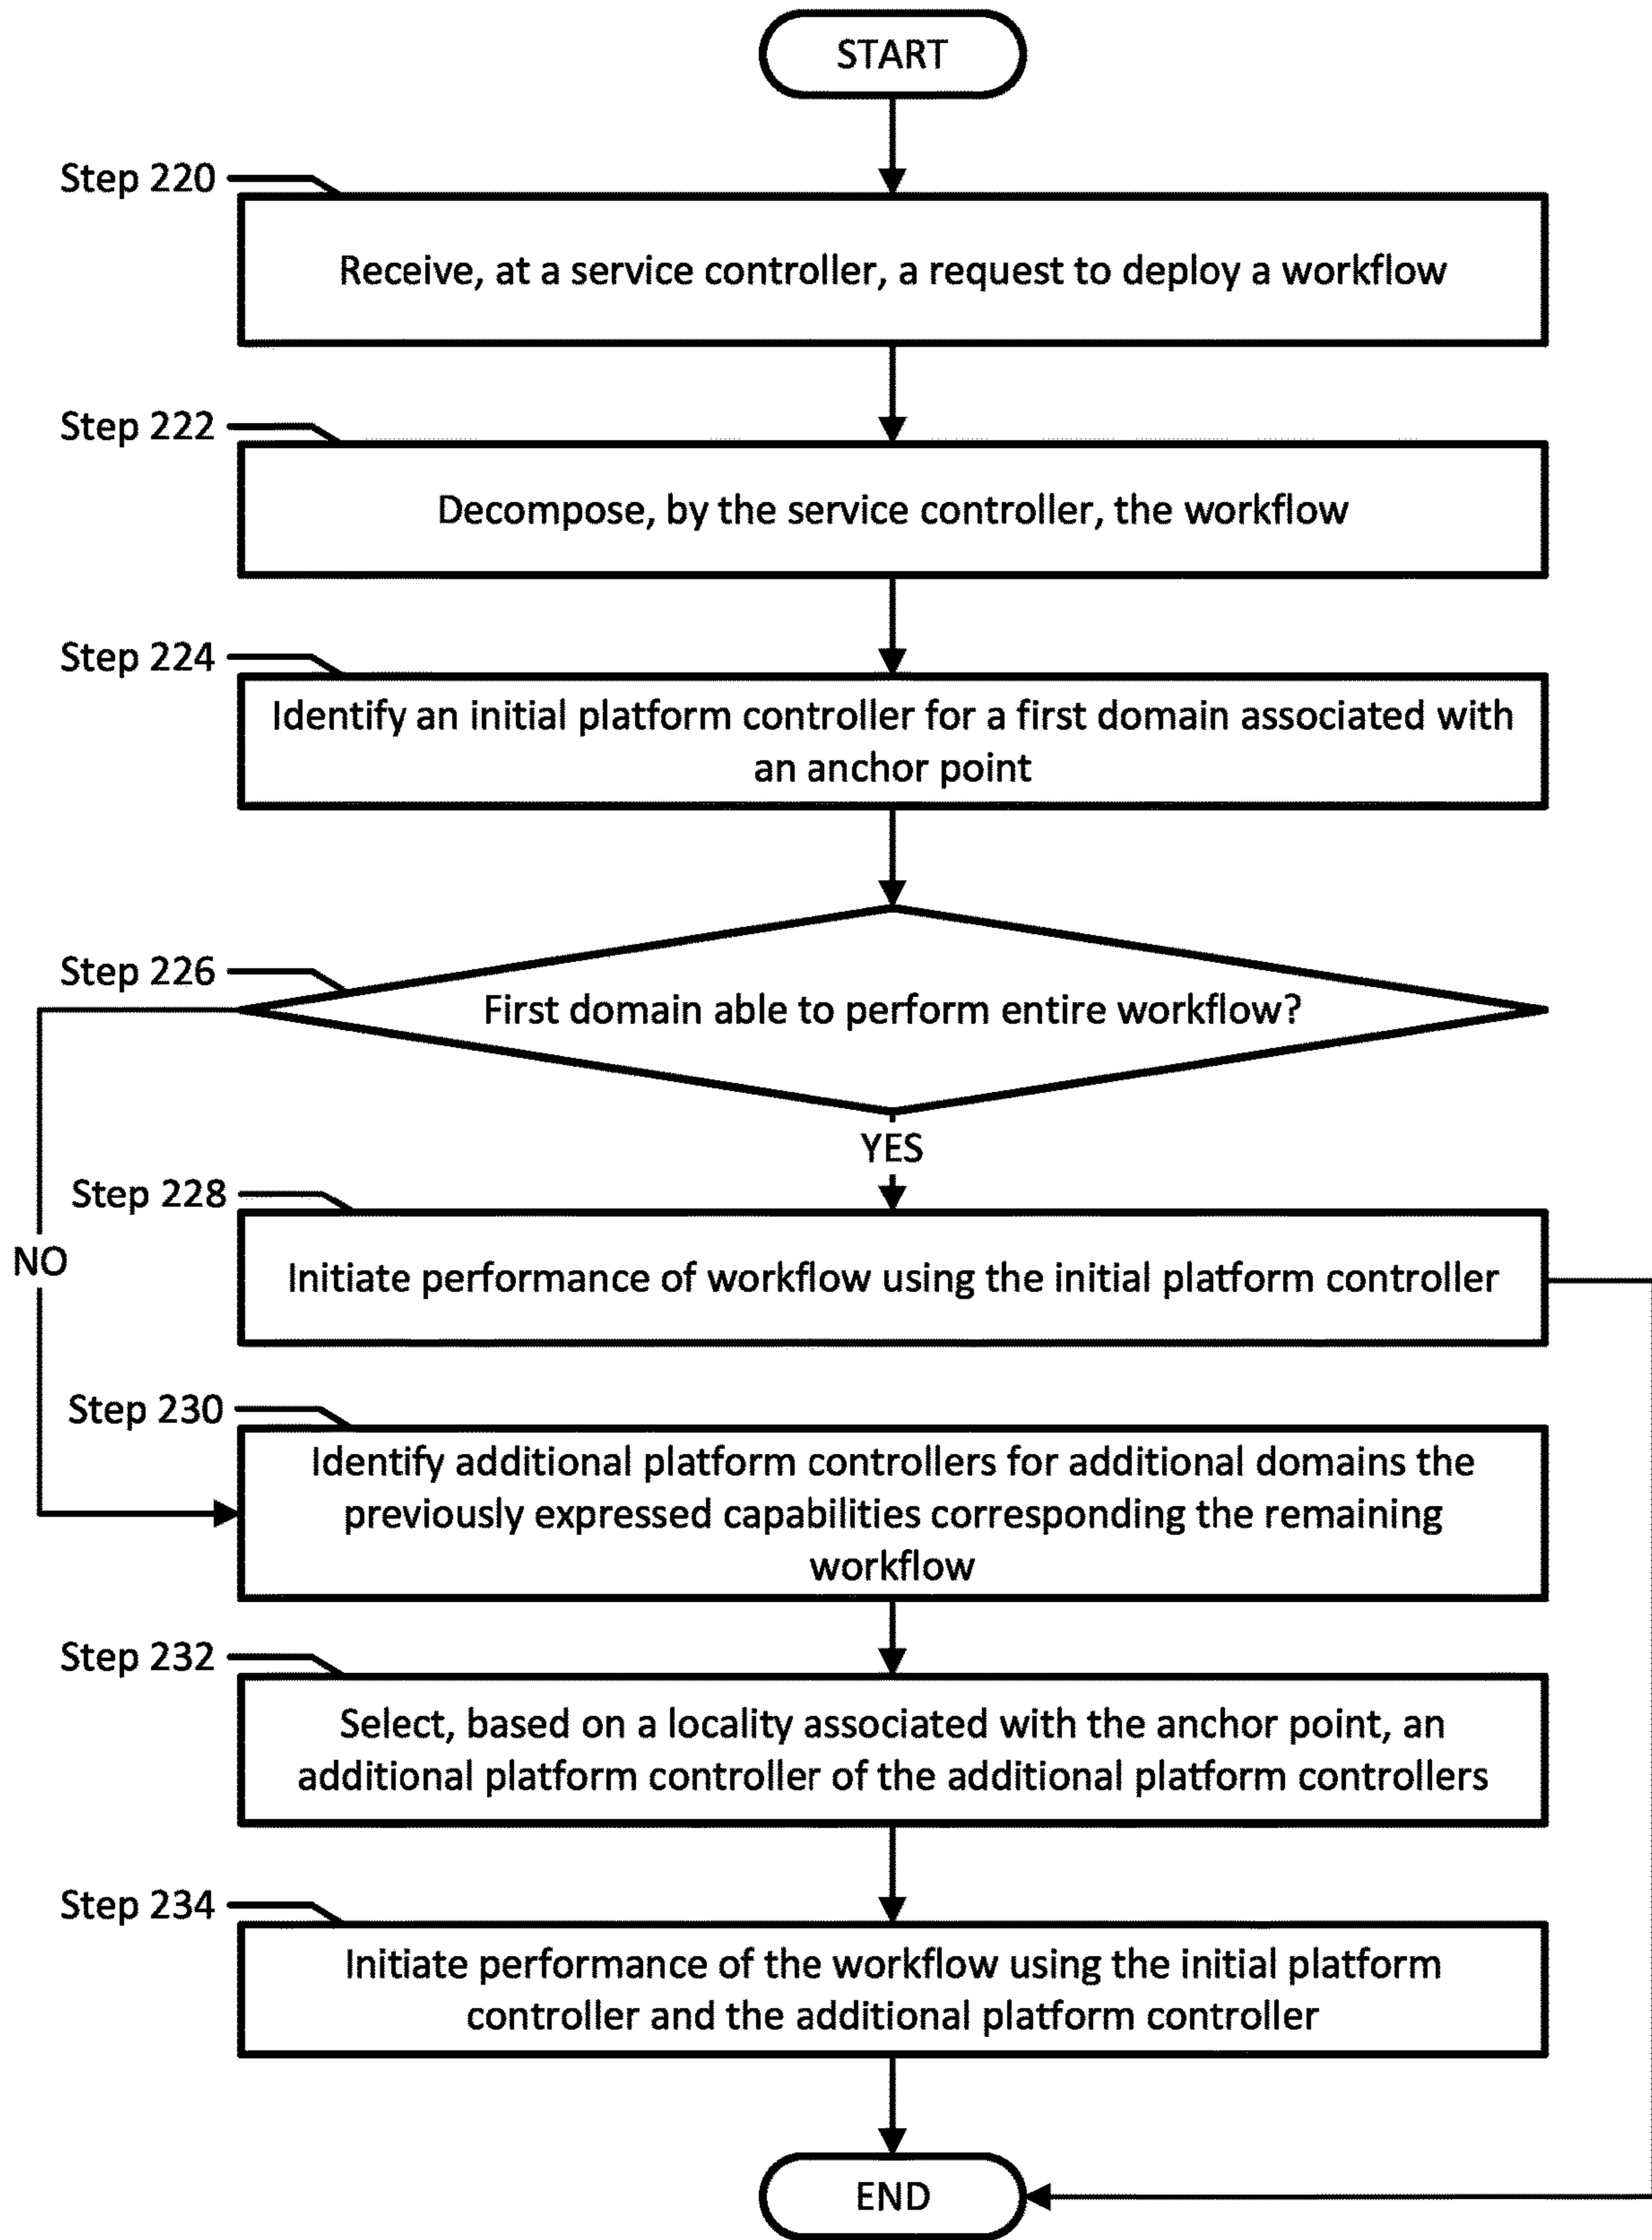 START
Step 220
Receive, at a service controller, a request to deploy a workflow
Step 222
Decompose, by the service controller, the workflow
Step 224
Identify an initial platform controller for a first domain associated with
an anchor point
Step 226
First domain able to perform entire workflow?
YES
Step 228
NO
Initiate performance of workflow using the initial platform controller
Step 230
Identify additional platform controllers for additional domains the
previously expressed capabilities corresponding the remaining
workflow
Step 232
Select, based on a locality associated with the anchor point, an
additional platform controller of the additional platform controllers
Step 234
Initiate performance of the workflow using the initial platform
controller and the additional platform controller
END